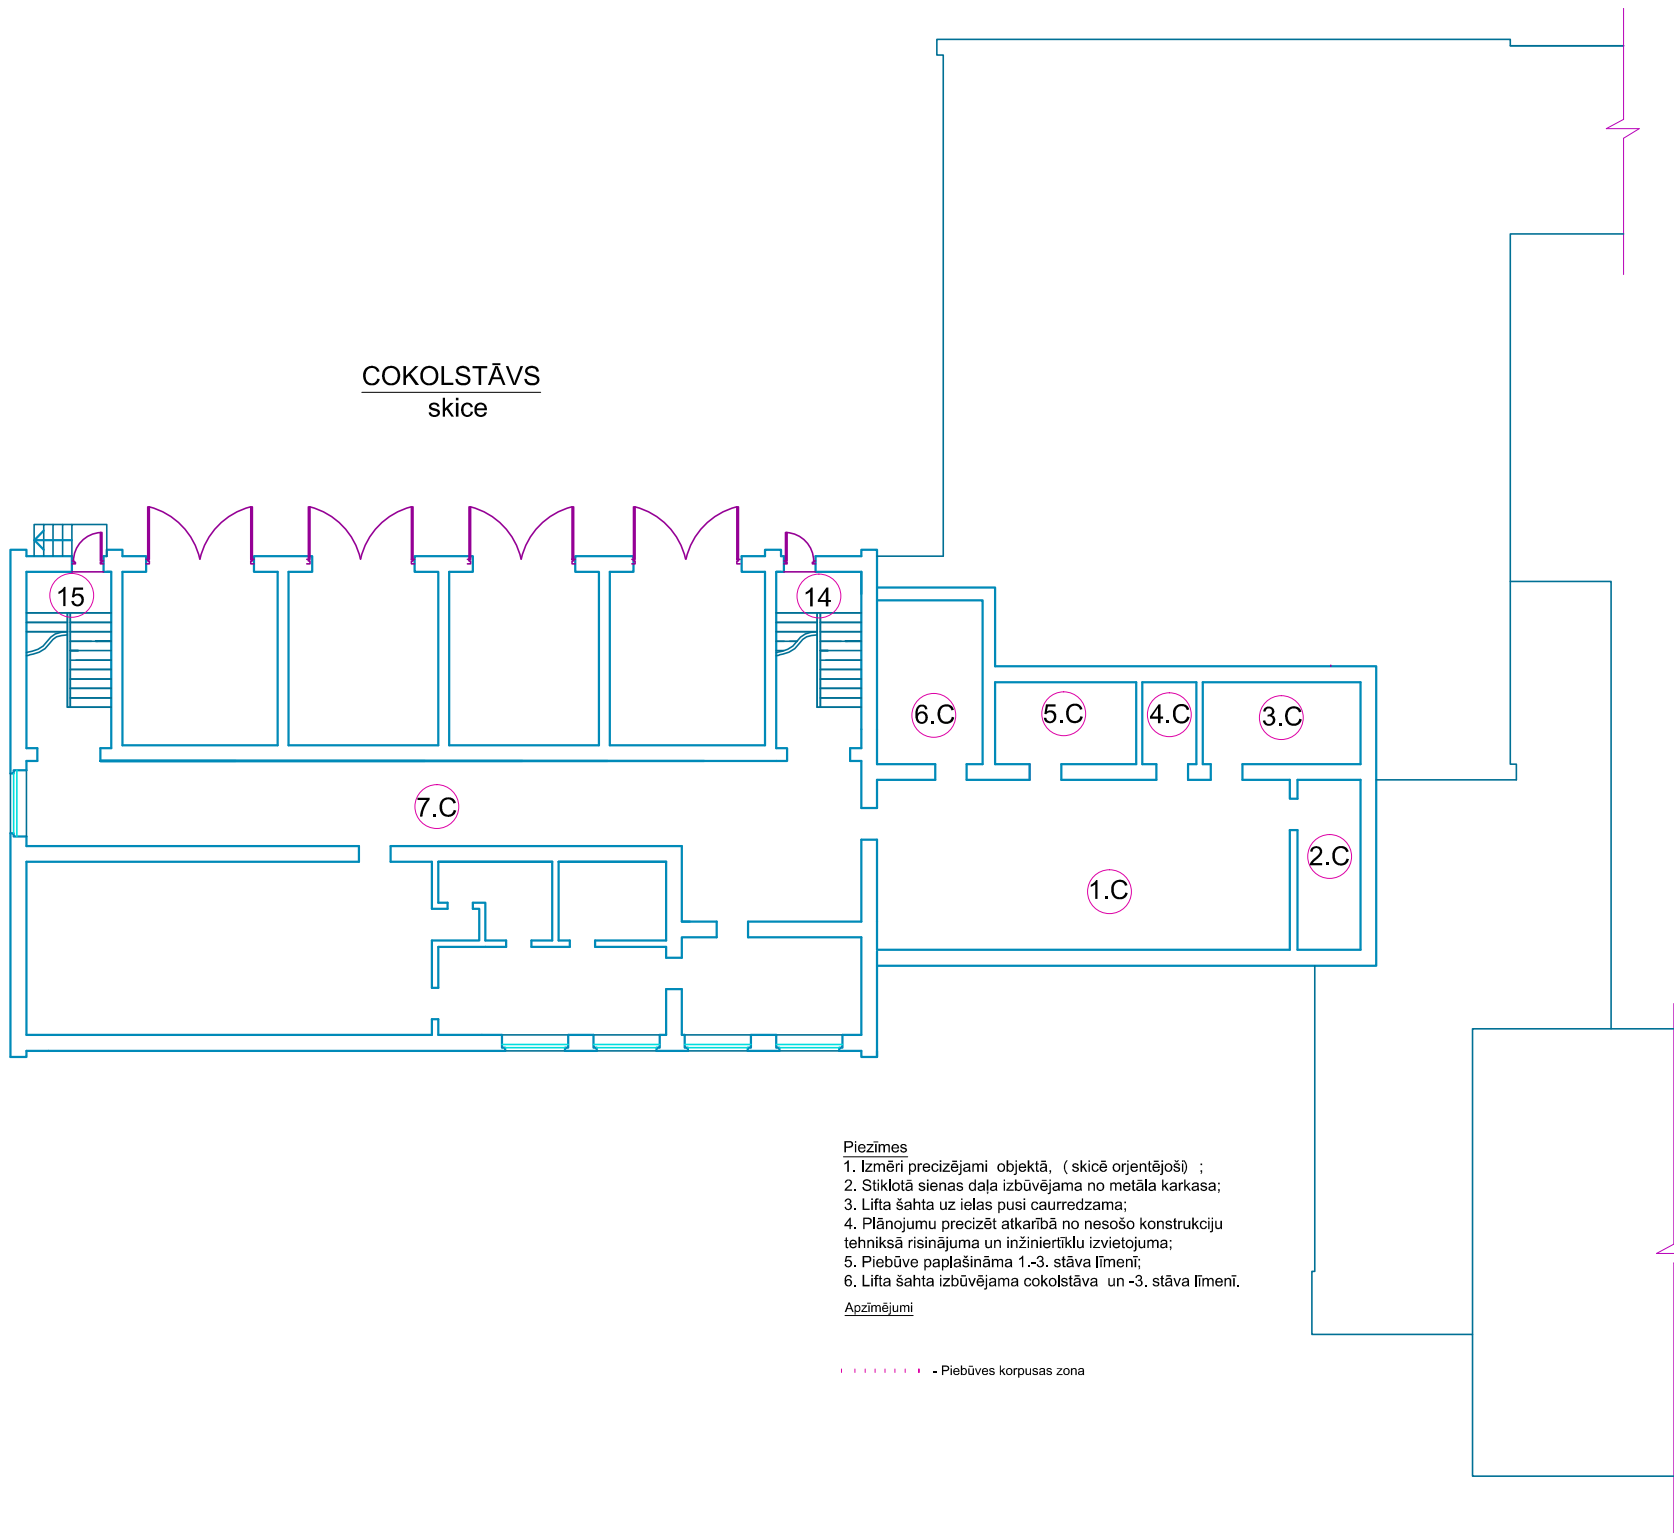 COKOLSTĀVS
skice
15
14
6.C
5.C
4.C
3.C
7.C
2.C
1.C
Piezīmes
1. Izmēri precizējami objektā, ( skicē orjentējoši) ;
2. Stiklotā sienas daļa izbūvējama no metāla karkasa;
3. Lifta šahta uz ielas pusi caurredzama;
4. Plānojumu precizēt atkarībā no nesošo konstrukciju
tehniksā risinājuma un inžiniertīklu izvietojuma;
5. Piebūve paplašināma 1.-3. stāva līmenī;
6. Lifta šahta izbūvējama cokolstāva un -3. stāva līmenī.
Apzīmējumi
- Piebūves korpusas zona